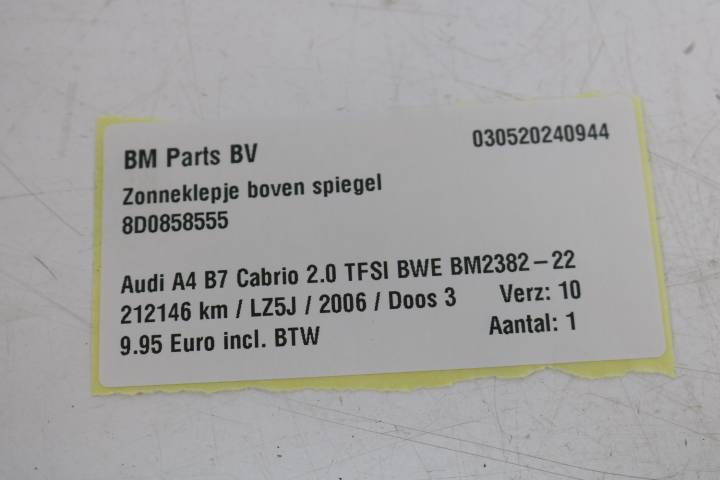 BM Parts BV 030520240944
Zonneklepje boven spiegel
8D0858555
Audi A4 B7 Cabrio 2.0 TFSI BWE BM2382-22
212146 km / LZ5J / 2006 / Doos 3 Verz: 10
9.95 Euro incl. BTW Aantal: 1